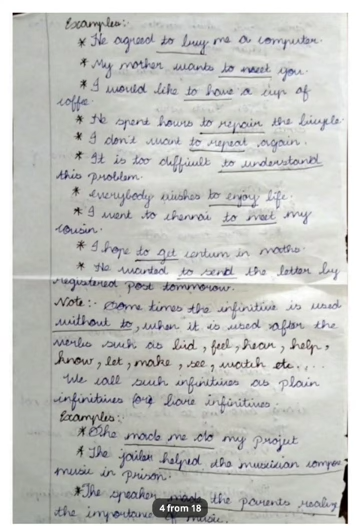 Examples:-
* He agreed to buy me a computer.
* My mother wants to meet you.
* I would like to have a cup of
coffe.
* He spent hours to repair the bicycle.
* I don't want to repeat again.
* It is too difficult to understand
this problem.
* Everybody wishes to enjoy life.
* I went to chennai to meet my
cousin.
* I hope to get centum in maths.
* He wanted to send the letter by
registered post tommorow.
Note:- Some times the infinitive is used
without to, when it is used after the
verbs such as bid, feel, hear, help,
know, let, make, see, watch etc....
We call such infinitives as plain
infinitives (or) bare infinitives.
Examples:-
* She made me do my project
* The jailer helped the musician compose
music in prison.
* The speaker made the parents realize
the importance of music.
4 from 18